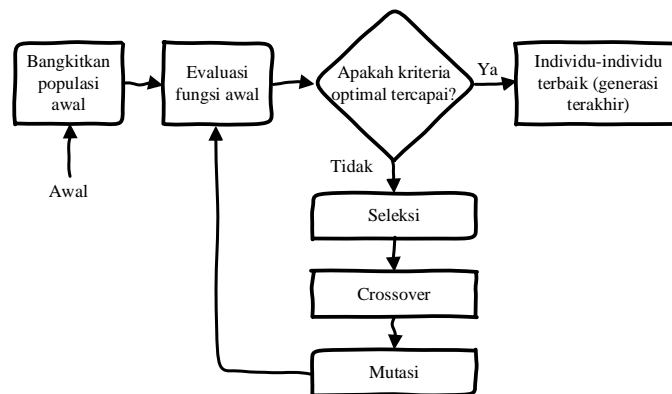 Bangkitkan
populasi
awal
Awal
Evaluasi
fungsi awal
Apakah kriteria
optimal tercapai?
Ya
Individu-individu
terbaik (generasi
terakhir)
Tidak
Seleksi
Crossover
Mutasi